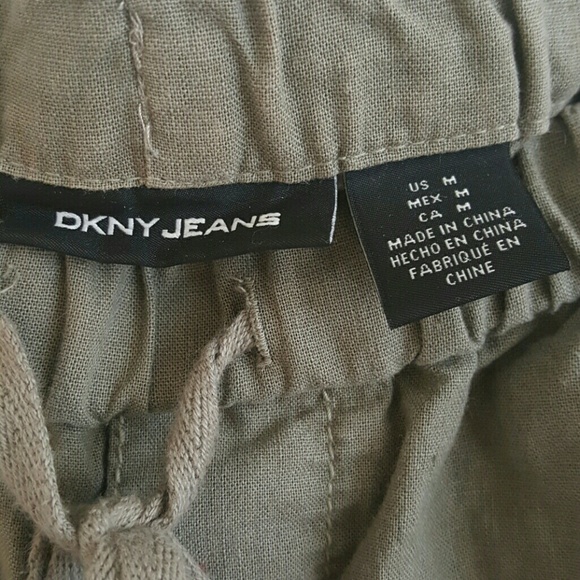 DKNY JEANS
US M
MEX M
CA M
MADE IN CHINA
HECHO EN CHINA
FABRIQUÉ EN
CHINE